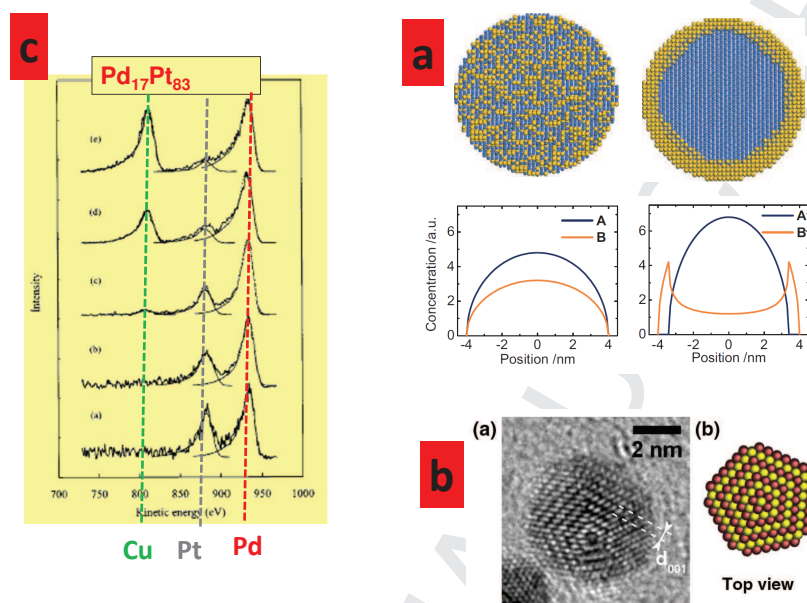 c
Pd17Pt83
(e)
(d)
(c)
(b)
(a)
Intensity
700 750 800 850 900 950 1000
Kinetic energy (eV)
Cu Pt Pd
a
A
B
Concentration /a.u.
6
4
2
0
-4 -2 0 2 4
Position /nm
A
B
6
4
2
0
-4 -2 0 2 4
Position /nm
b
(a)
2 nm
d001
(b)
Top view